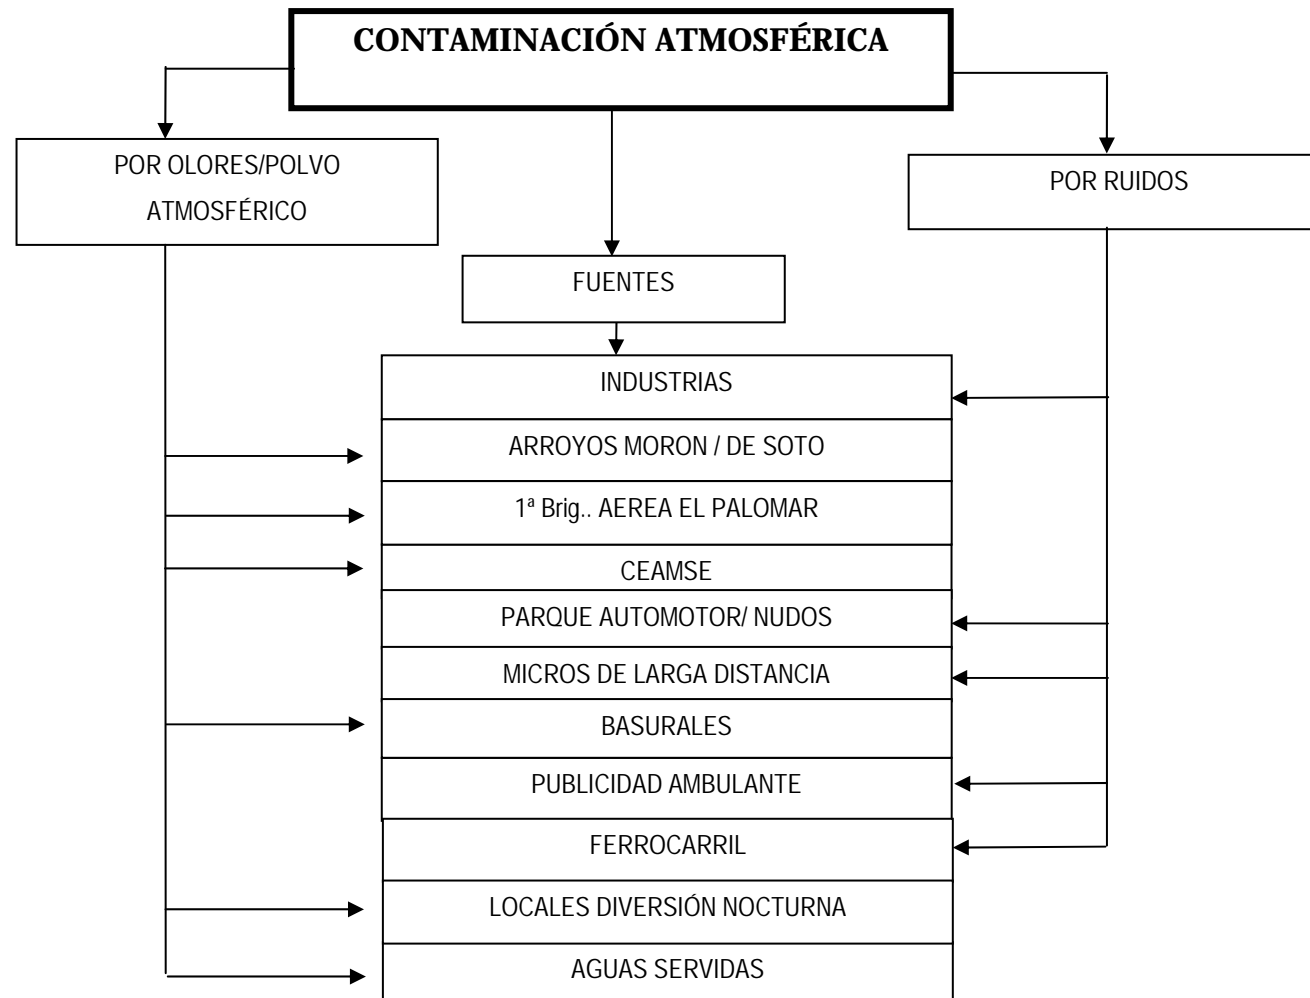 CONTAMINACIÓN ATMOSFÉRICA
POR OLORES/POLVO
ATMOSFÉRICO
POR RUIDOS
FUENTES
INDUSTRIAS
ARROYOS MORON / DE SOTO
1ª Brig.. AEREA EL PALOMAR
CEAMSE
PARQUE AUTOMOTOR/ NUDOS
MICROS DE LARGA DISTANCIA
BASURALES
PUBLICIDAD AMBULANTE
FERROCARRIL
LOCALES DIVERSIÓN NOCTURNA
AGUAS SERVIDAS